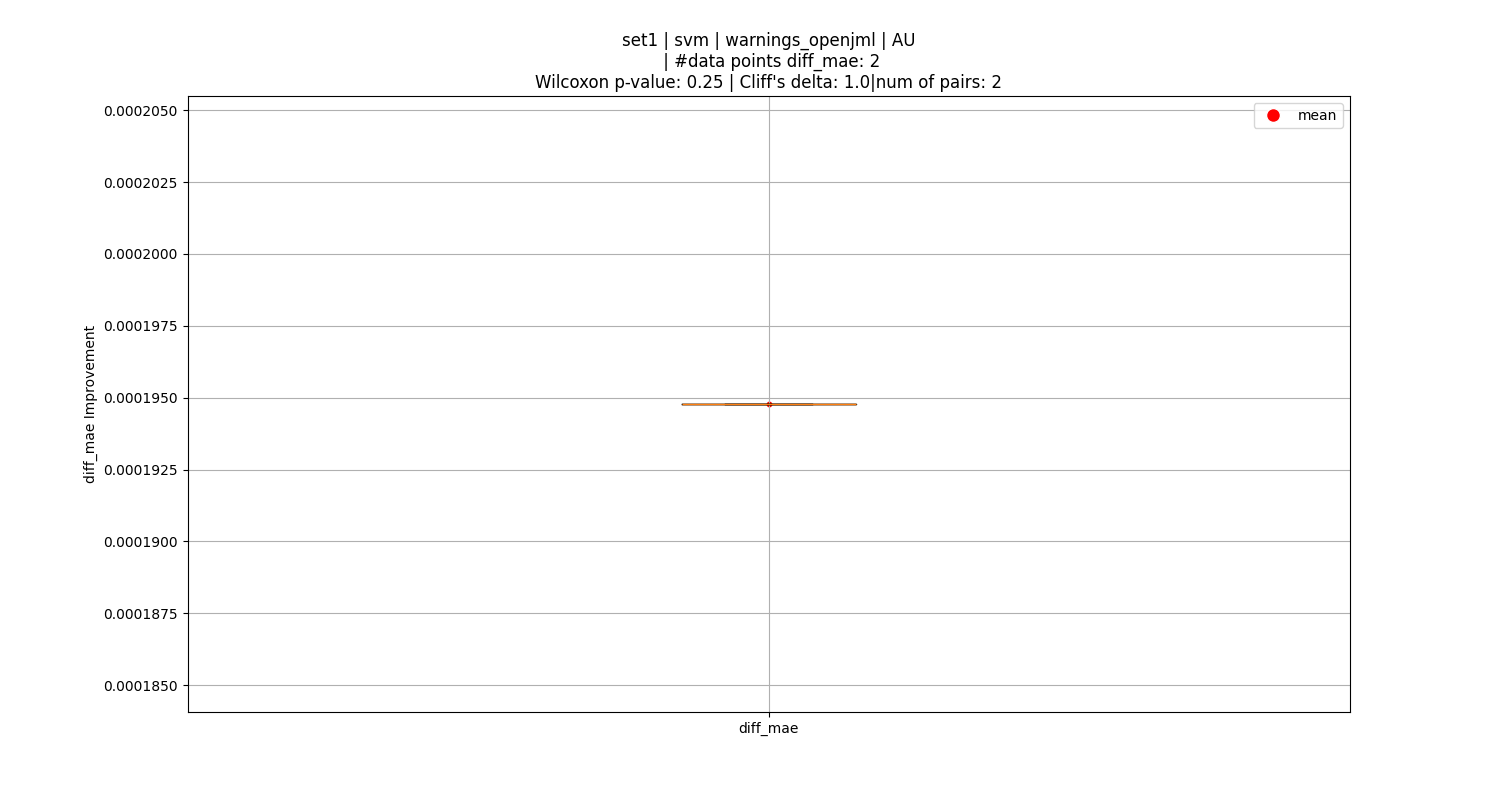 set1 | svm | warnings_openjml | AU
| #data points diff_mae: 2
Wilcoxon p-value: 0.25 | Cliff's delta: 1.0|num of pairs: 2
mean
0.0002050
0.0002025
0.0002000
0.0001975
0.0001950
0.0001925
0.0001900
0.0001875
0.0001850
diff_mae Improvement
diff_mae